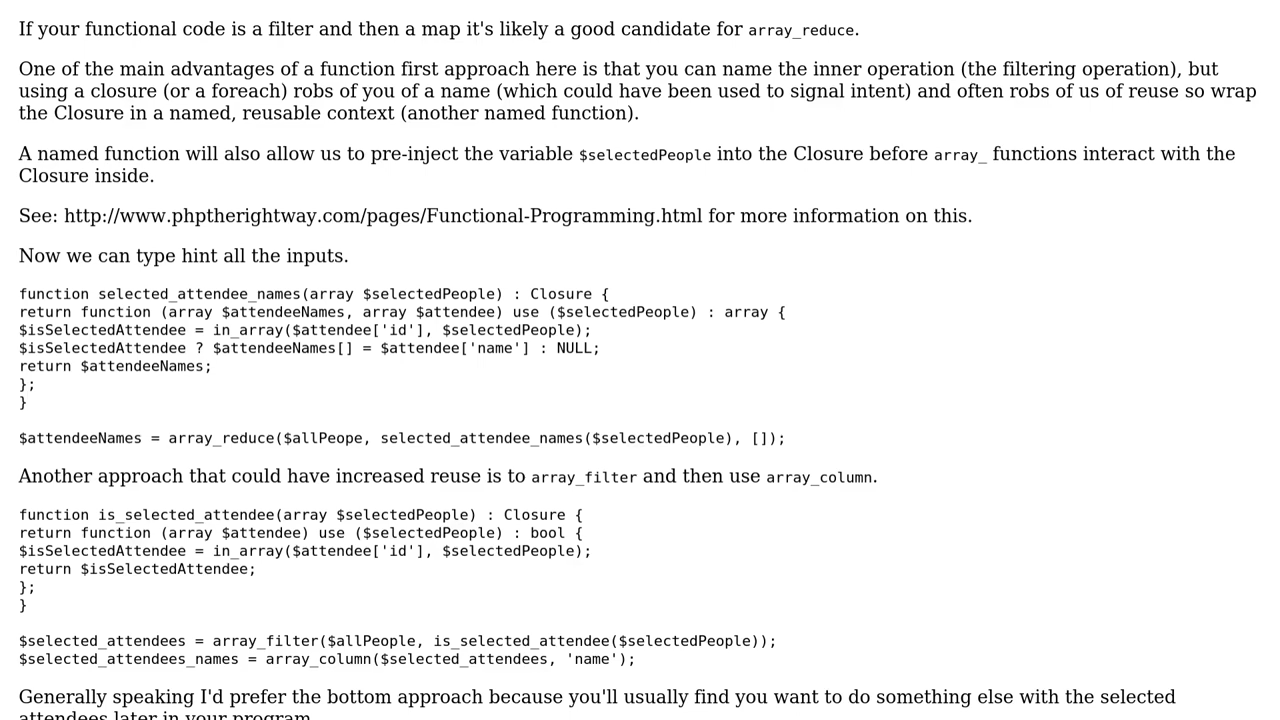 If your functional code is a filter and then a map it's likely a good candidate for array_reduce.
One of the main advantages of a function first approach here is that you can name the inner operation (the filtering operation), but
using a closure (or a foreach) robs of you of a name (which could have been used to signal intent) and often robs of us of reuse so wrap
the Closure in a named, reusable context (another named function).
A named function will also allow us to pre-inject the variable $selectedPeople into the Closure before array_ functions interact with the
Closure inside.
See: http://www.phptherightway.com/pages/Functional-Programming.html for more information on this.
Now we can type hint all the inputs.
function selected_attendee_names(array $selectedPeople) : Closure {
return function (array $attendeeNames, array $attendee) use ($selectedPeople) : array {
$isSelectedAttendee = in_array($attendee['id'], $selectedPeople);
$isSelectedAttendee ? $attendeeNames[] = $attendee['name'] : NULL;
return $attendeeNames;
};
}
$attendeeNames = array_reduce($allPeope, selected_attendee_names($selectedPeople), []);
Another approach that could have increased reuse is to array_filter and then use array_column.
function is_selected_attendee(array $selectedPeople) : Closure {
return function (array $attendee) use ($selectedPeople) : bool {
$isSelectedAttendee = in_array($attendee['id'], $selectedPeople);
return $isSelectedAttendee;
};
}
$selected_attendees = array_filter($allPeople, is_selected_attendee($selectedPeople));
$selected_attendees_names = array_column($selected_attendees, 'name');
Generally speaking I'd prefer the bottom approach because you'll usually find you want to do something else with the selected
attendees later in your program.